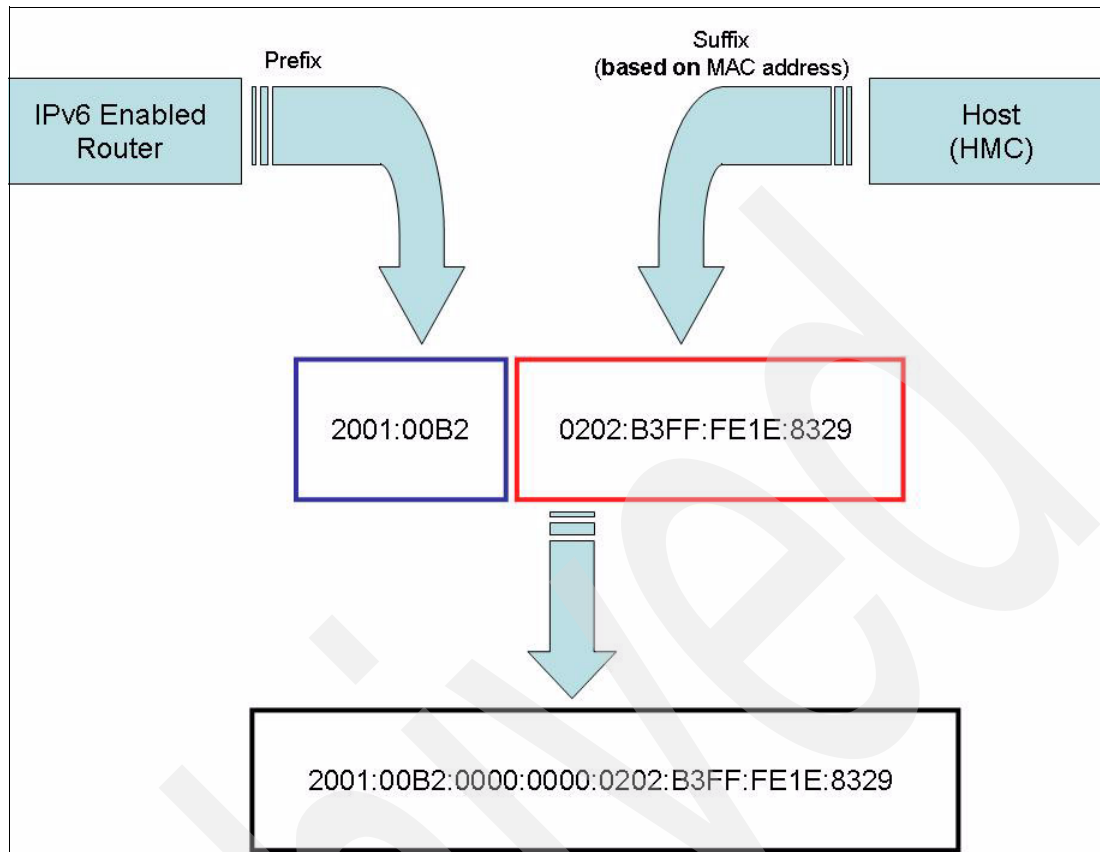 Prefix
Suffix
(based on MAC address)
IPv6 Enabled
Router
Host
(HMC)
2001:00B2
0202:B3FF:FE1E:8329
2001:00B2:0000:0000:0202:B3FF:FE1E:8329
hived